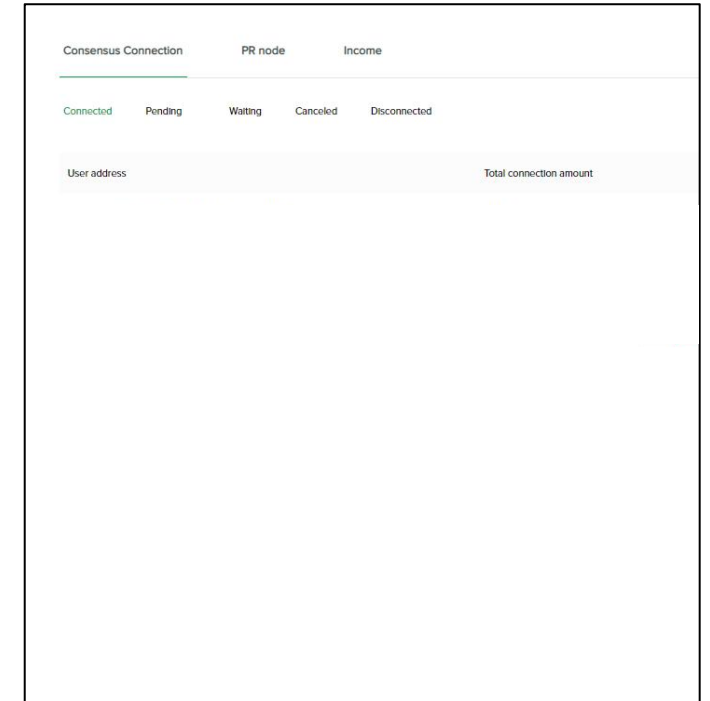 Consensus Connection PR node Income
Connected Pending Waiting Canceled Disconnected
User address Total connection amount